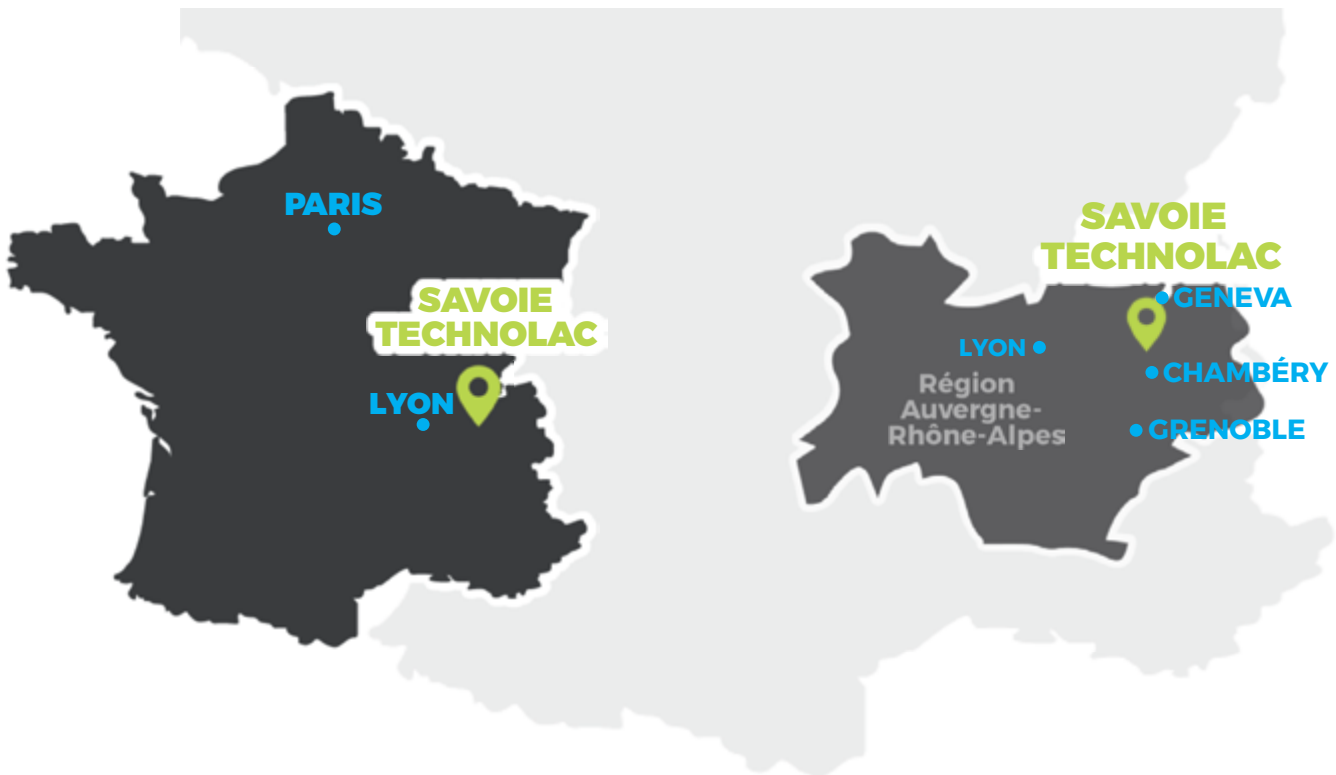 PARIS
SAVOIE
TECHNOLAC
LYON
SAVOIE
TECHNOLAC
GENEVA
LYON
CHAMBÉRY
Région
Auvergne-
Rhône-Alpes
GRENOBLE